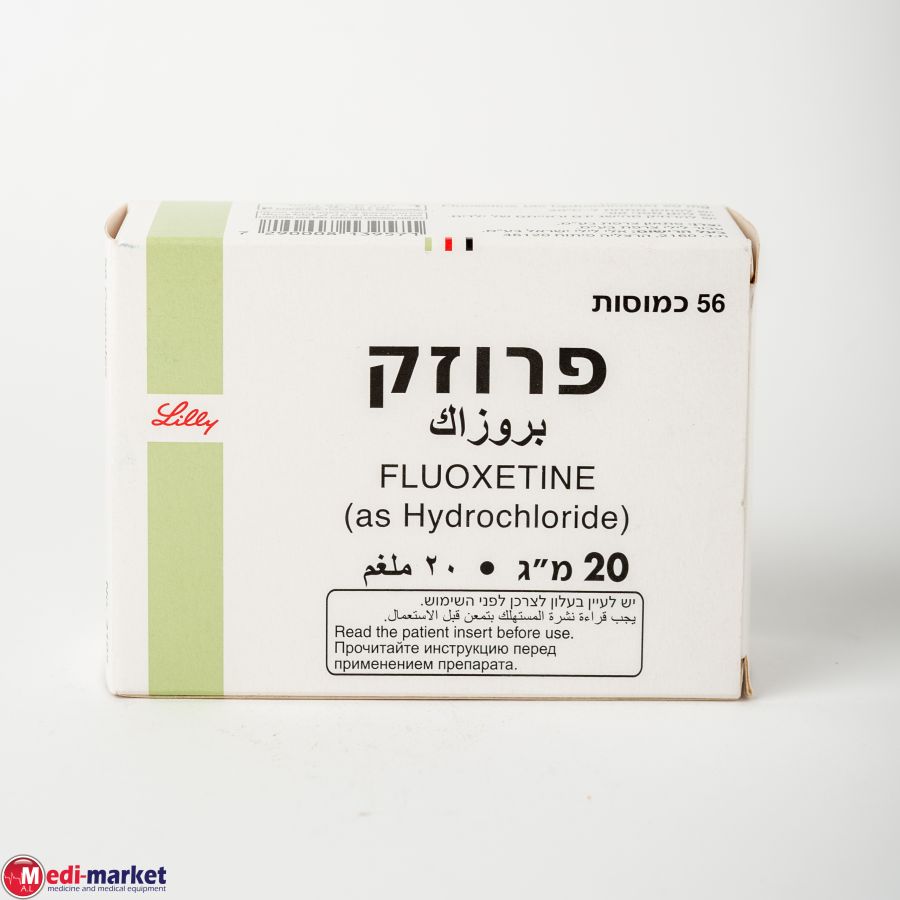 56 כמוסות
פרוזק
بروزاك
Lilly
FLUOXETINE
(as Hydrochloride)
20 מ״ג • ٢٠ ملغم
יש לעיין בעלון לצרכן לפני השימוש.
يجب قراءة نشرة المستهلك بتمعن قبل الاستعمال.
Read the patient insert before use.
Прочитайте инструкцию перед
применением препарата.
Medi-market
A.L
medicine and medical equipment